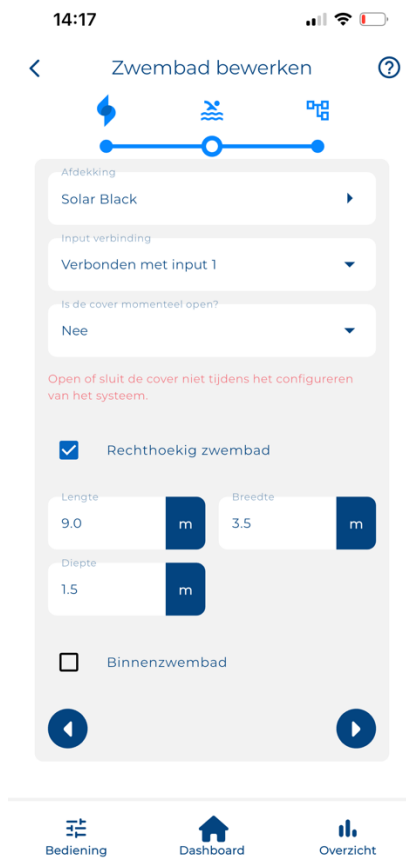 14:17
Zwembad bewerken
Afdekking
Solar Black
Input verbinding
Verbonden met input 1
Is de cover momenteel open?
Nee
Open of sluit de cover niet tijdens het configureren
van het systeem.
Rechthoekig zwembad
Lengte
9.0 m
Breedte
3.5 m
Diepte
1.5 m
Binnenzwembad
Bediening
Dashboard
Overzicht